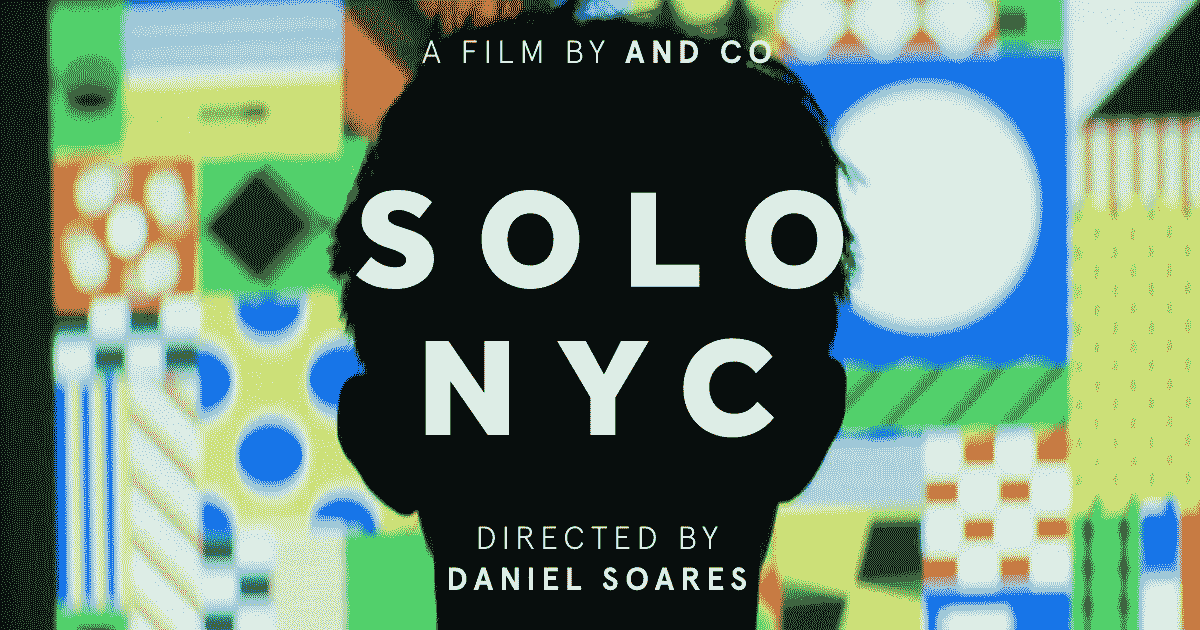 A FILM BY AND CO
SOLO
NYC
DIRECTED BY
DANIEL SOARES